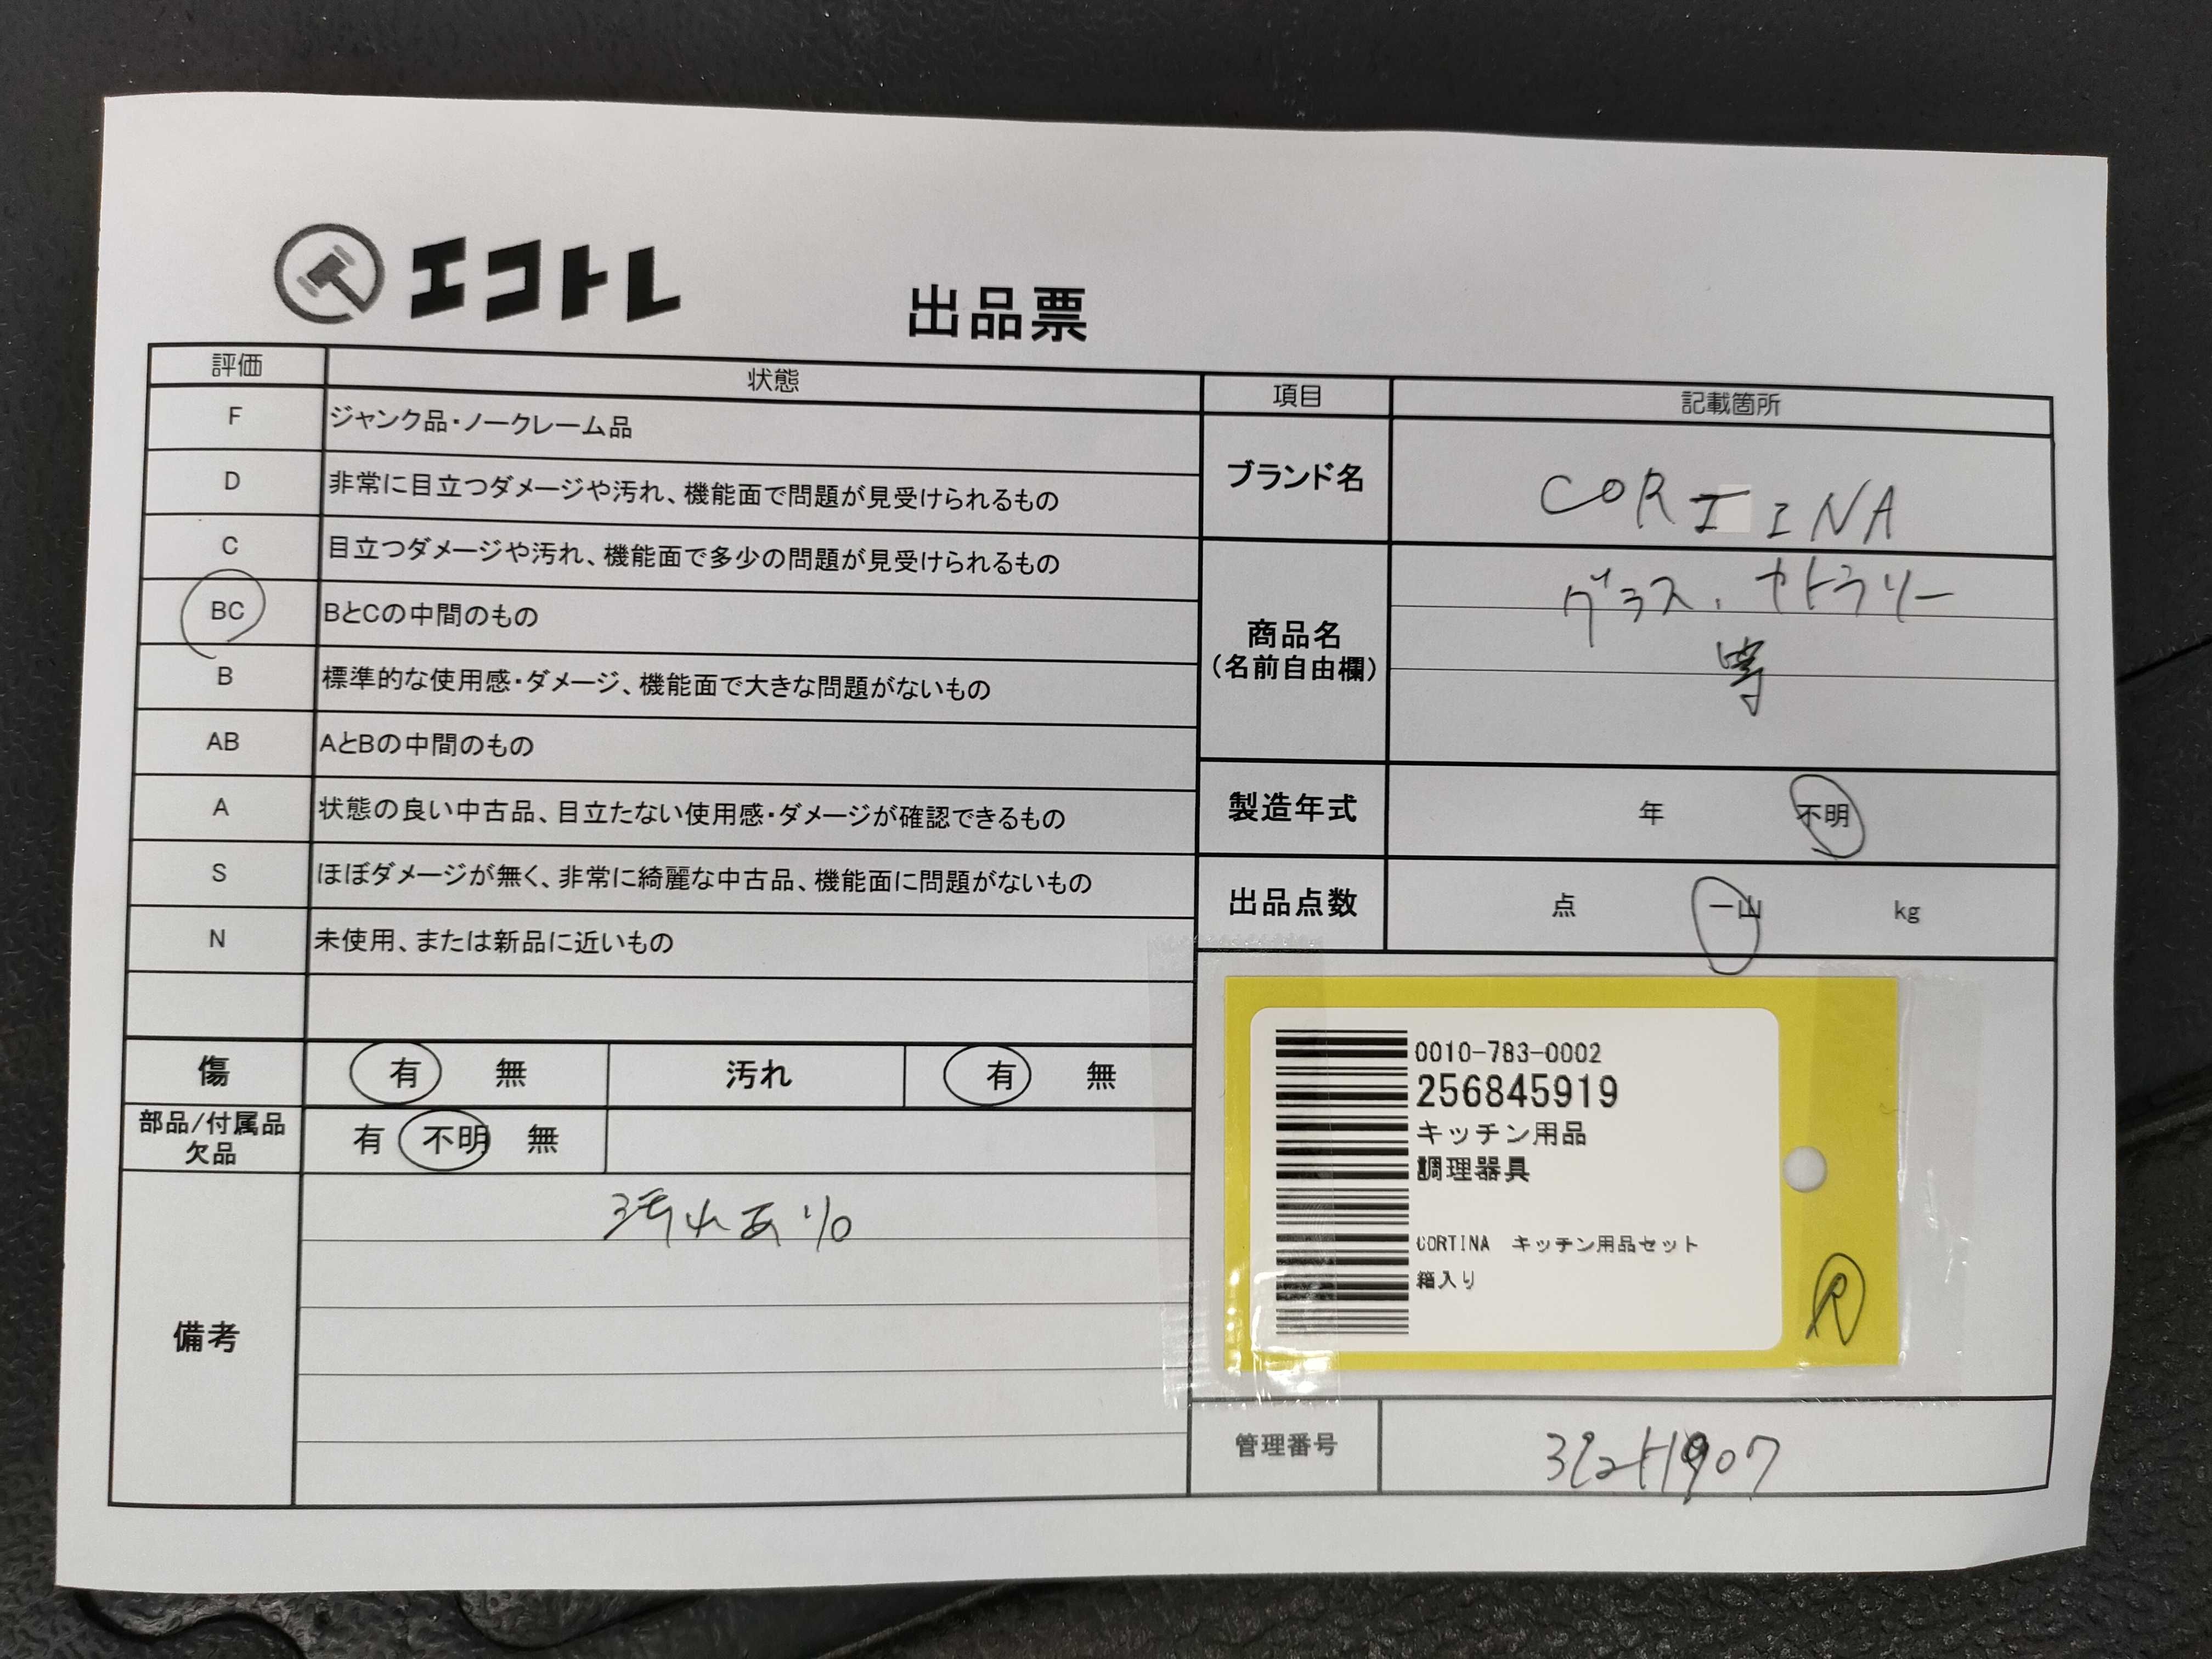 エコトレ
出品票
評価 状態
F ジャンク品・ノークレーム品
D 非常に目立つダメージや汚れ、機能面で問題が見受けられるもの
C 目立つダメージや汚れ、機能面で多少の問題が見受けられるもの
BC BとCの中間のもの
B 標準的な使用感・ダメージ、機能面で大きな問題がないもの
AB AとBの中間のもの
A 状態の良い中古品、目立たない使用感・ダメージが確認できるもの
S ほぼダメージが無く、非常に綺麗な中古品、機能面に問題がないもの
N 未使用、または新品に近いもの
傷 有 無 汚れ 有 無
部品/付属品
欠品
有 不明 無
備考
汚れあり
項目 記載箇所
ブランド名
商品名
(名前自由欄)
グラス、カトラリー
等
製造年式 年 不明
出品点数 点 一山 kg
0010-783-0002
256845919
キッチン用品
調理器具
CORTINA キッチン用品セット
箱入り
R
管理番号